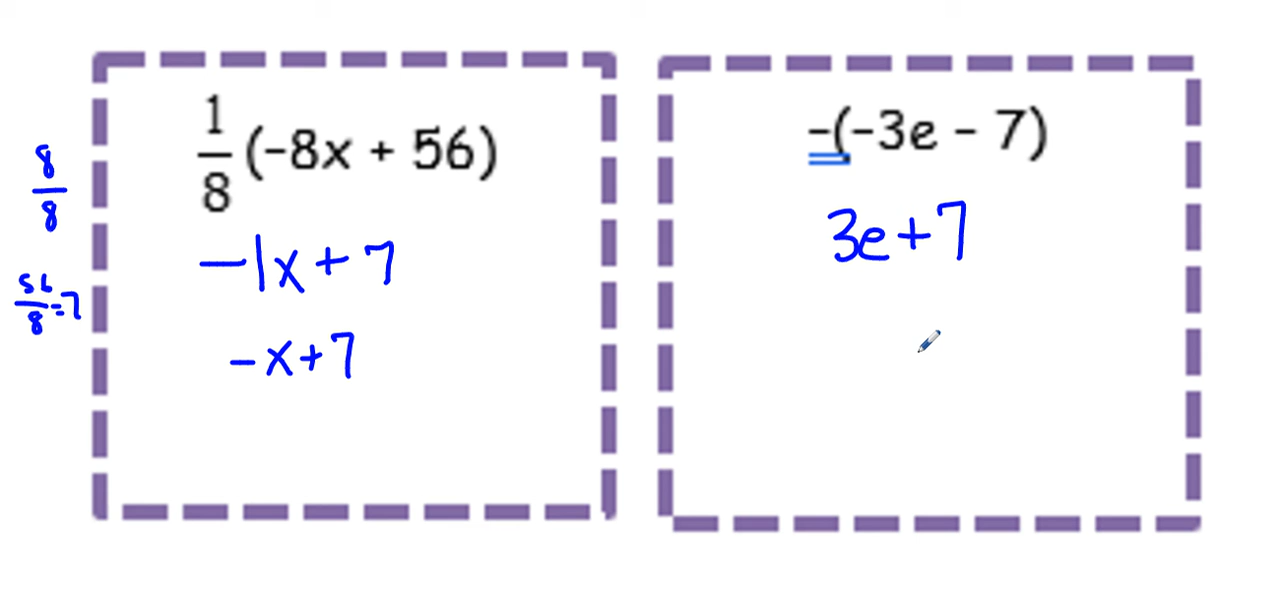 1/8 (-8x + 56)
8/8
56/8 = 7
-1x + 7
-x + 7
-(-3e - 7)
3e + 7